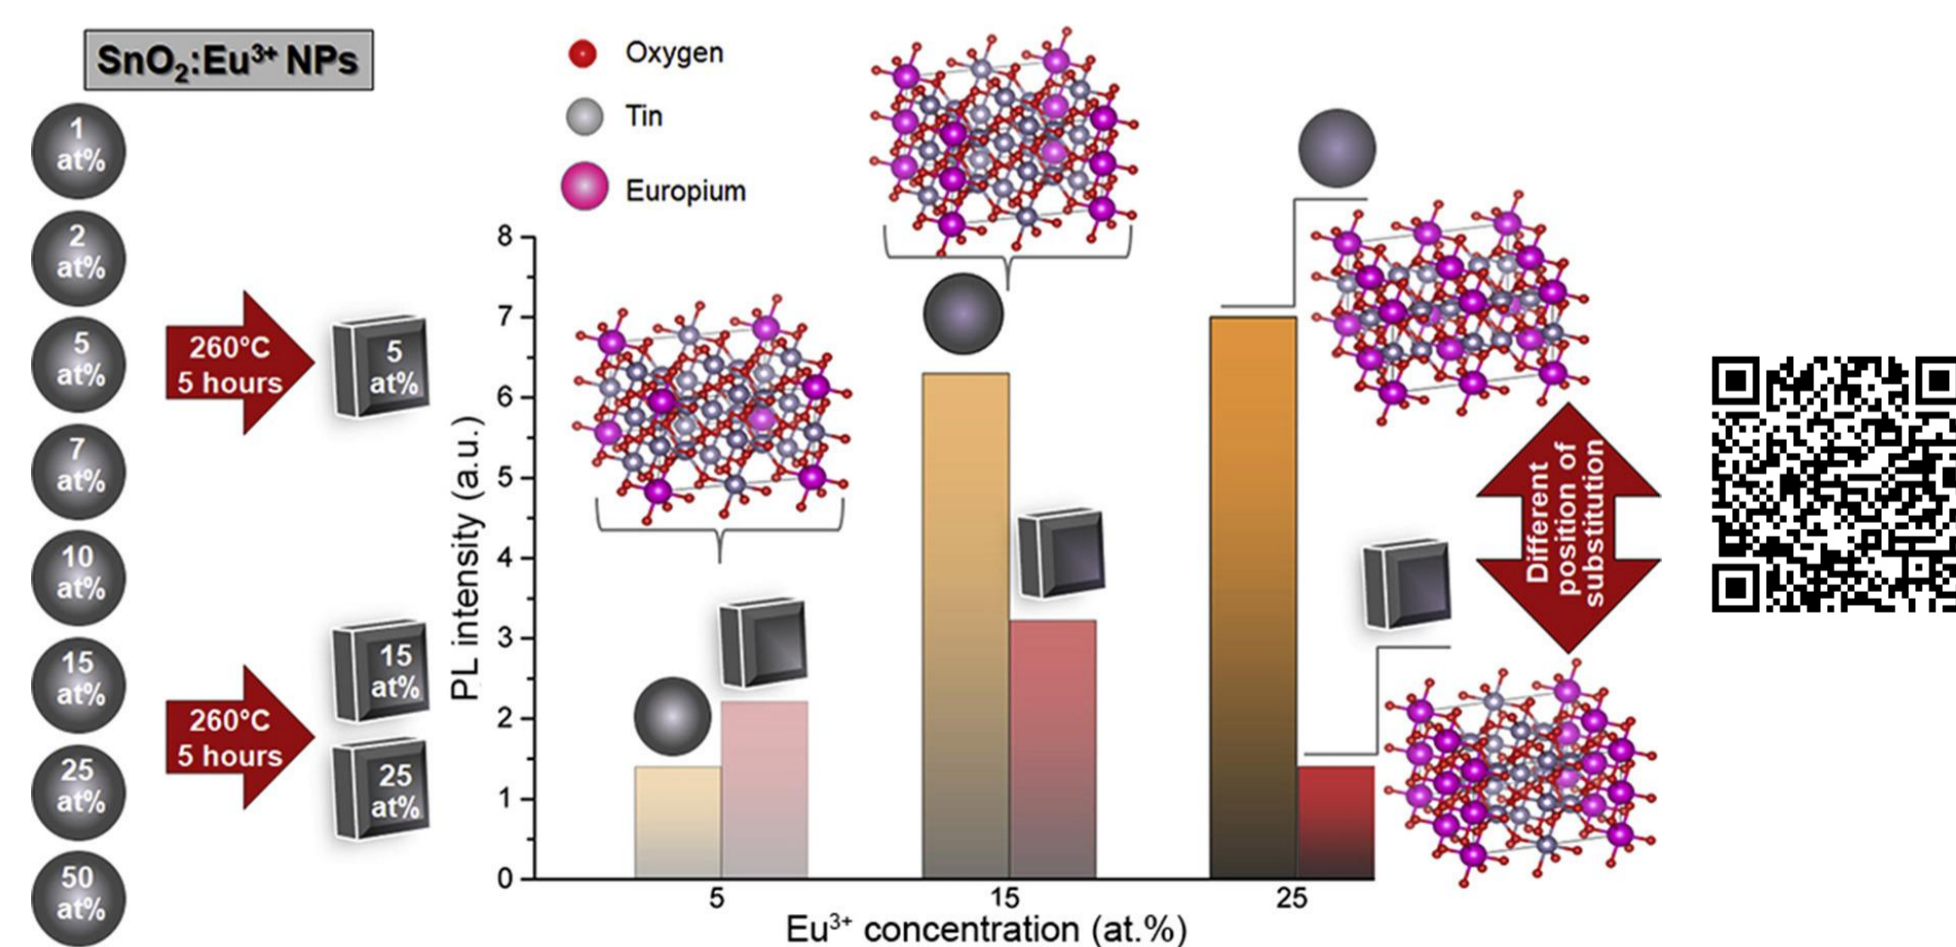 SnO₂:Eu³⁺ NPs
1
at%
2
at%
5
at%
7
at%
10
at%
15
at%
25
at%
50
at%
260°C
5 hours
5
at%
260°C
5 hours
15
at%
25
at%
Oxygen
Tin
Europium
PL intensity (a.u.)
8
7
6
5
4
3
2
1
0
5
15
25
Eu³⁺ concentration (at.%)
Different
position of
substitution